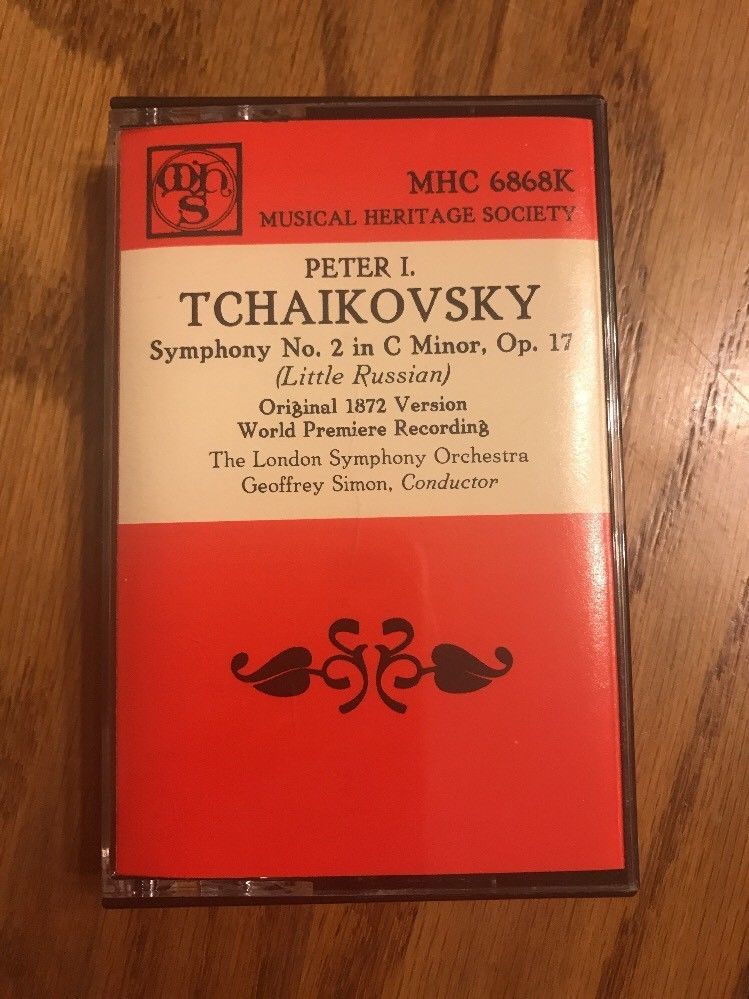 mh
s
MHC 6868K
MUSICAL HERITAGE SOCIETY
PETER I.
TCHAIKOVSKY
Symphony No. 2 in C Minor, Op. 17
(Little Russian)
Original 1872 Version
World Premiere Recording
The London Symphony Orchestra
Geoffrey Simon, Conductor